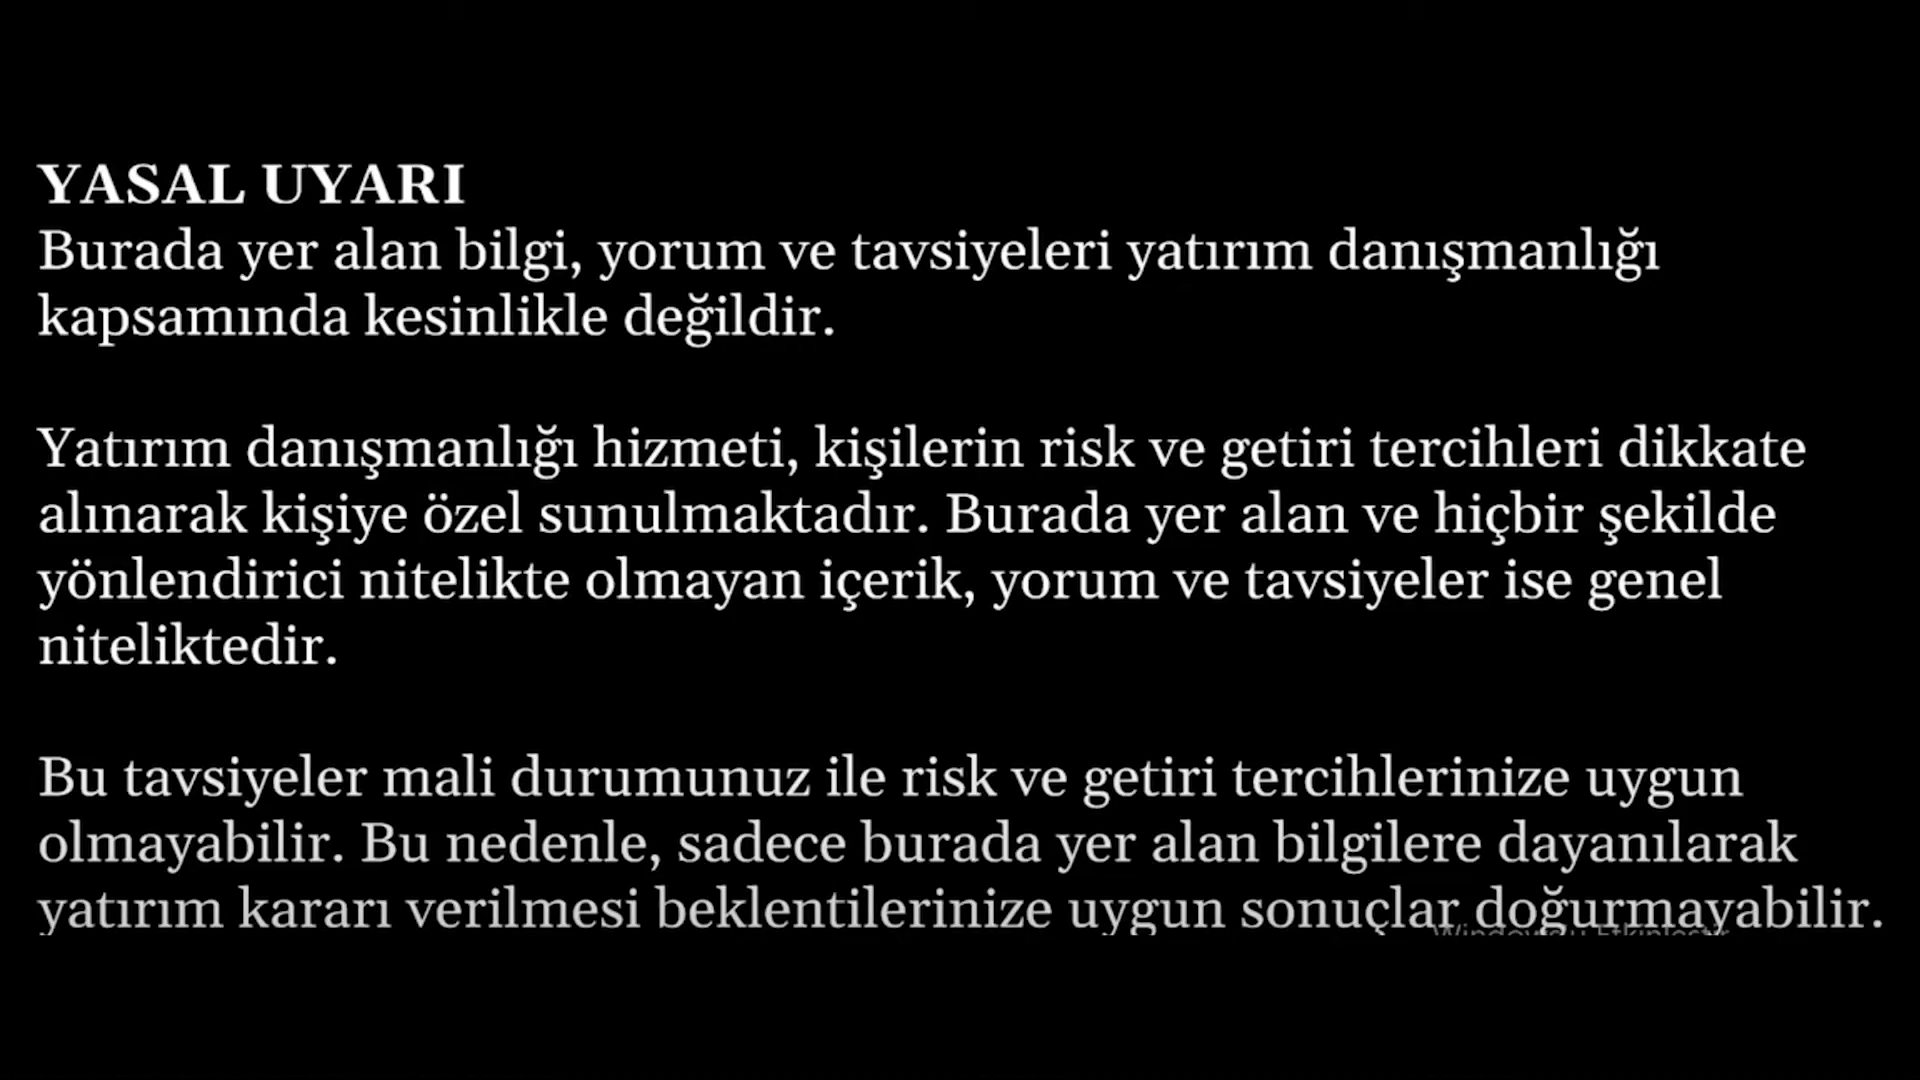 YASAL UYARI
Burada yer alan bilgi, yorum ve tavsiyeleri yatırım danışmanlığı
kapsamında kesinlikle değildir.
Yatırım danışmanlığı hizmeti, kişilerin risk ve getiri tercihleri dikkate
alınarak kişiye özel sunulmaktadır. Burada yer alan ve hiçbir şekilde
yönlendirici nitelikte olmayan içerik, yorum ve tavsiyeler ise genel
niteliktedir.
Bu tavsiyeler mali durumunuz ile risk ve getiri tercihlerinize uygun
olmayabilir. Bu nedenle, sadece burada yer alan bilgilere dayanılarak
yatırım kararı verilmesi beklentilerinize uygun sonuçlar doğurmayabilir.